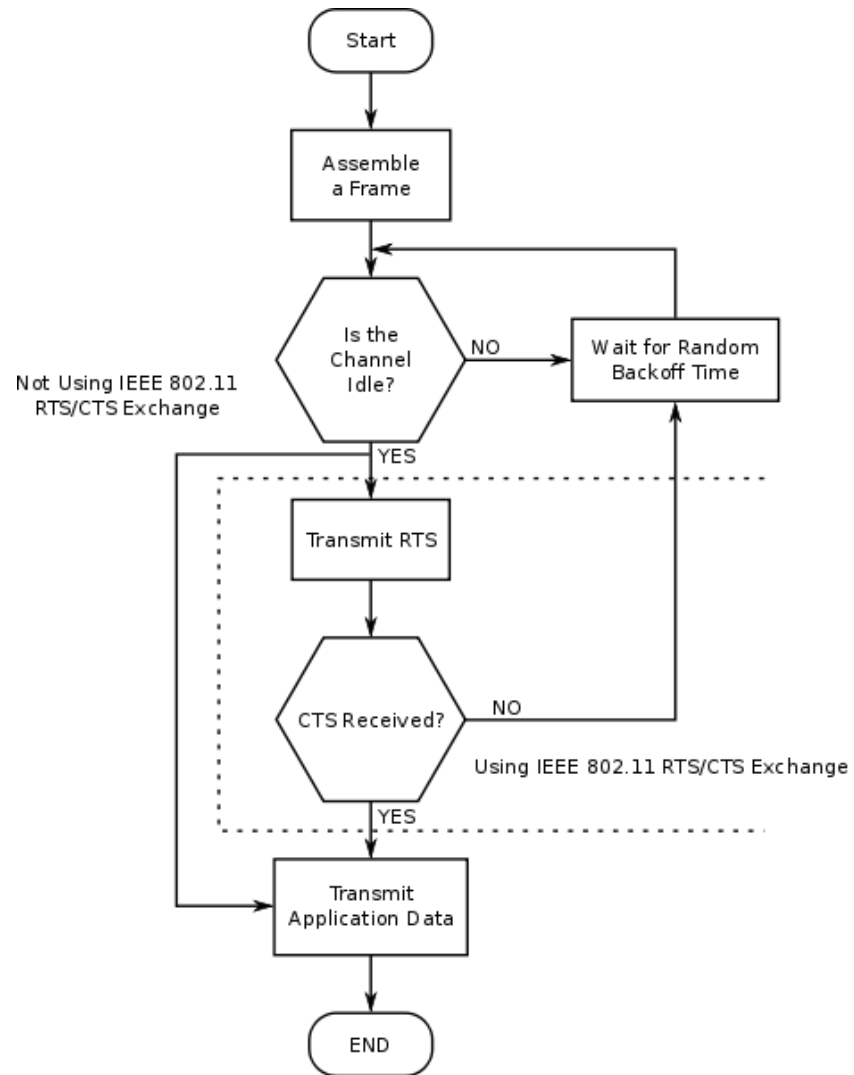 Start
Assemble
a Frame
Is the
Channel
Idle?
NO
Wait for Random
Backoff Time
Not Using IEEE 802.11
RTS/CTS Exchange
YES
Transmit RTS
CTS Received?
NO
Using IEEE 802.11 RTS/CTS Exchange
YES
Transmit
Application Data
END